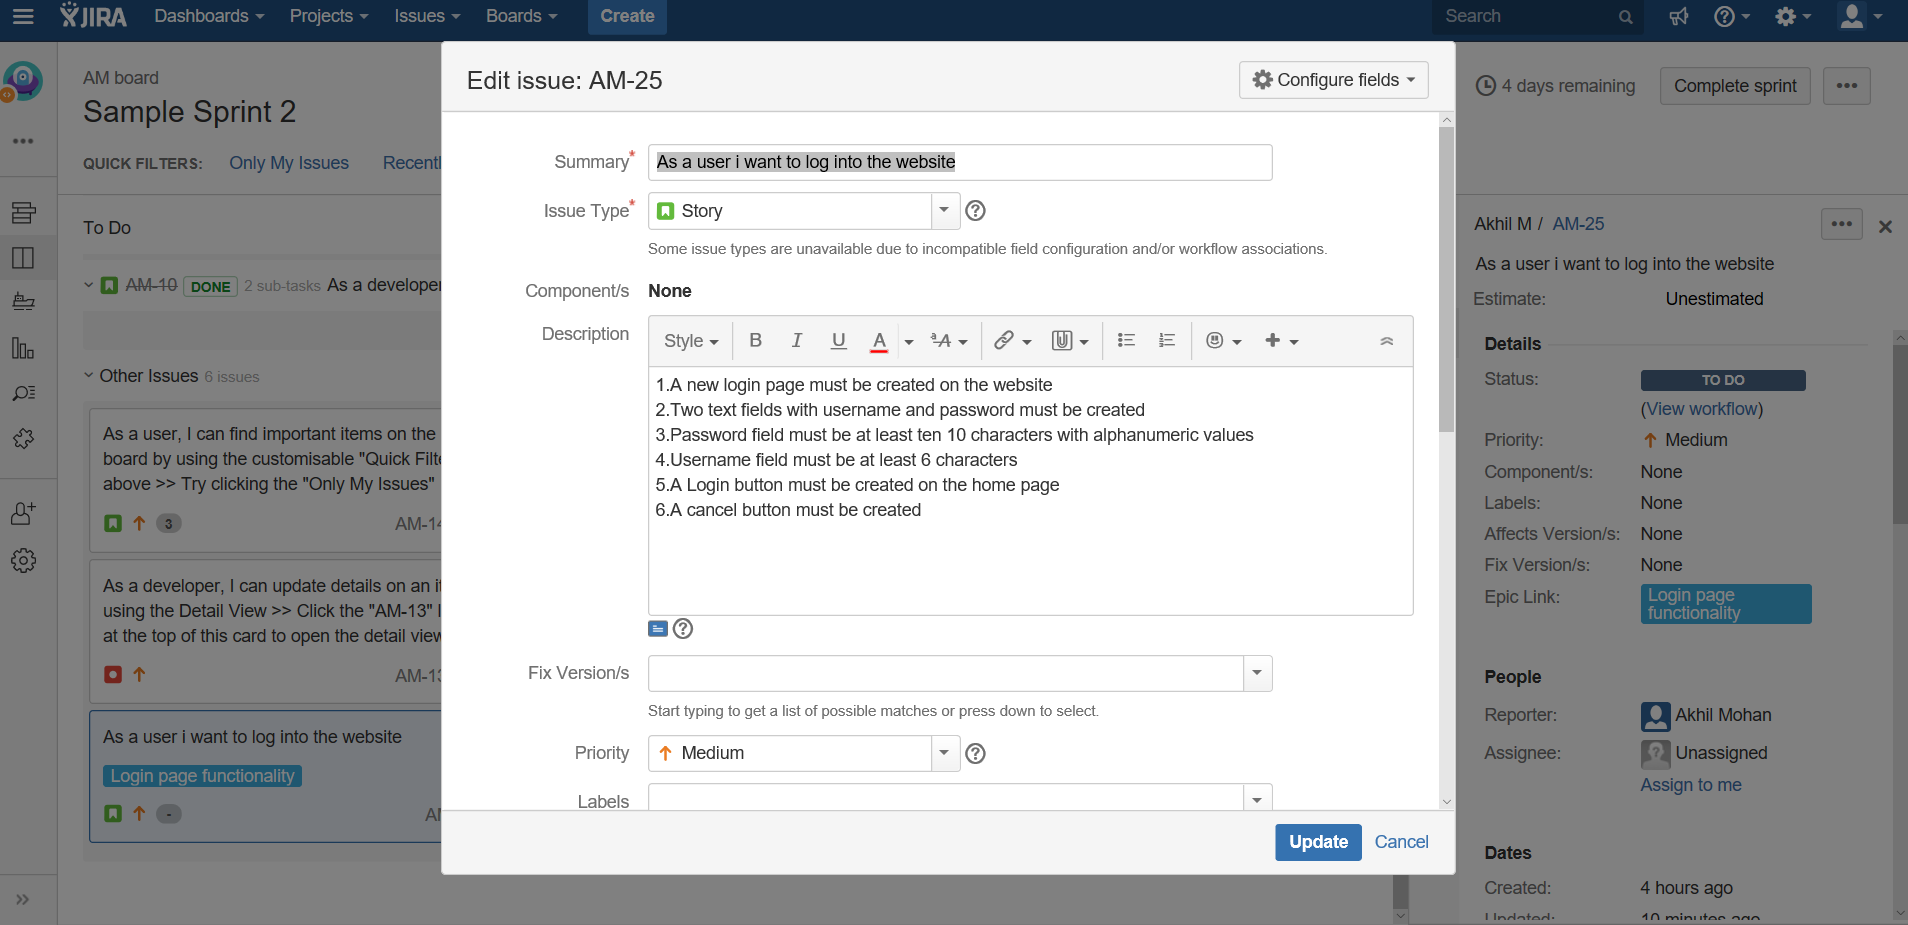 JIRA Dashboards Projects Issues Boards Create Search
AM board
Sample Sprint 2
QUICK FILTERS: Only My Issues Recentl
4 days remaining Complete sprint
To Do
AM-10 DONE 2 sub-tasks As a developer
Other Issues 6 issues
As a user, I can find important items on the
board by using the customisable "Quick Filte
above >> Try clicking the "Only My Issues"
3 AM-14
As a developer, I can update details on an it
using the Detail View >> Click the "AM-13" l
at the top of this card to open the detail view
AM-13
As a user i want to log into the website
Login page functionality
- AM
Edit issue: AM-25 Configure fields
Summary* As a user i want to log into the website
Issue Type* Story
Some issue types are unavailable due to incompatible field configuration and/or workflow associations.
Component/s None
Description Style B I U A ªA
1.A new login page must be created on the website
2.Two text fields with username and password must be created
3.Password field must be at least ten 10 characters with alphanumeric values
4.Username field must be at least 6 characters
5.A Login button must be created on the home page
6.A cancel button must be created
Fix Version/s
Start typing to get a list of possible matches or press down to select.
Priority Medium
Labels
Update Cancel
Akhil M / AM-25
As a user i want to log into the website
Estimate: Unestimated
Details
Status: TO DO
(View workflow)
Priority: Medium
Component/s: None
Labels: None
Affects Version/s: None
Fix Version/s: None
Epic Link: Login page
functionality
People
Reporter: Akhil Mohan
Assignee: Unassigned
Assign to me
Dates
Created: 4 hours ago
Updated: 10 minutes ago